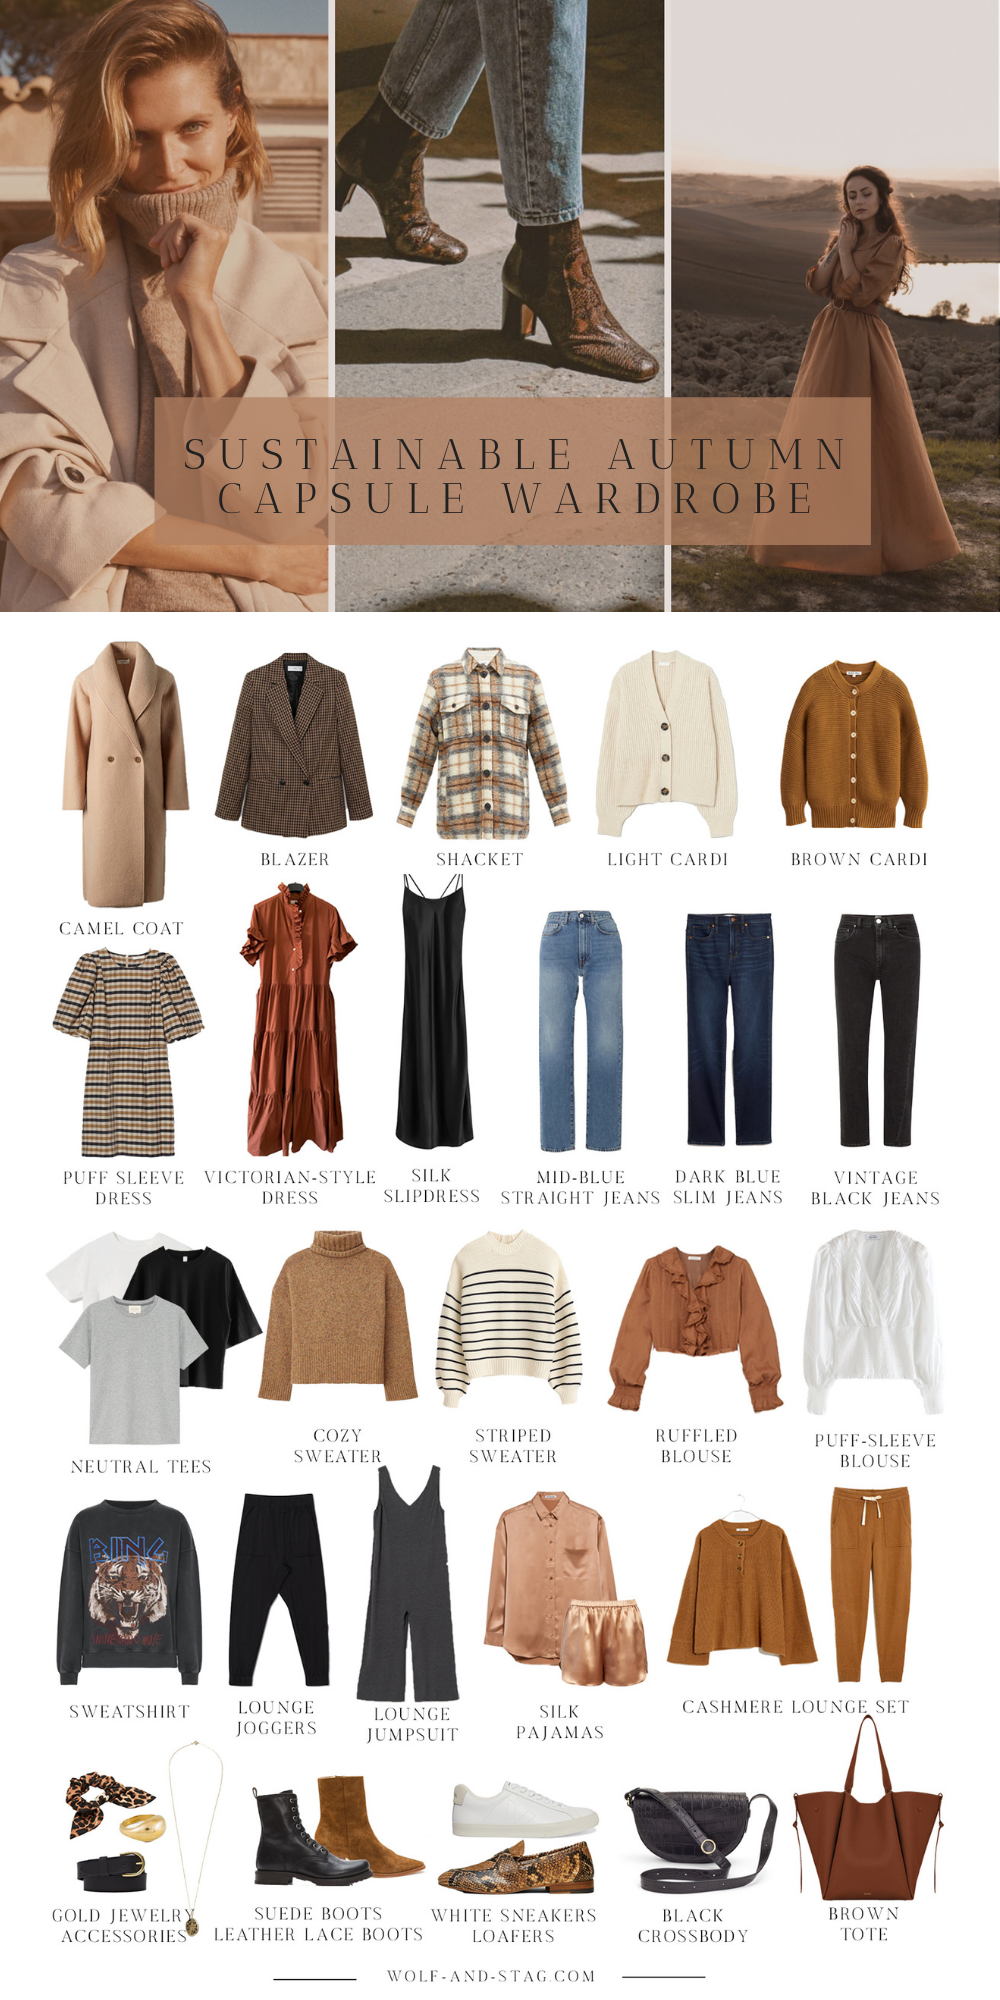 SUSTAINABLE AUTUMN
CAPSULE WARDROBE
BLAZER
SHACKET
LIGHT CARDI
BROWN CARDI
CAMEL COAT
PUFF SLEEVE
DRESS
VICTORIAN-STYLE
DRESS
SILK
SLIPDRESS
MID-BLUE
STRAIGHT JEANS
DARK BLUE
SLIM JEANS
VINTAGE
BLACK JEANS
NEUTRAL TEES
COZY
SWEATER
STRIPED
SWEATER
RUFFLED
BLOUSE
PUFF-SLEEVE
BLOUSE
BING
SWEATSHIRT
LOUNGE
JOGGERS
LOUNGE
JUMPSUIT
SILK
PAJAMAS
CASHMERE LOUNGE SET
GOLD JEWELRY
ACCESSORIES
SUEDE BOOTS
LEATHER LACE BOOTS
WHITE SNEAKERS
LOAFERS
BLACK
CROSSBODY
BROWN
TOTE
WOLF-AND-STAG.COM